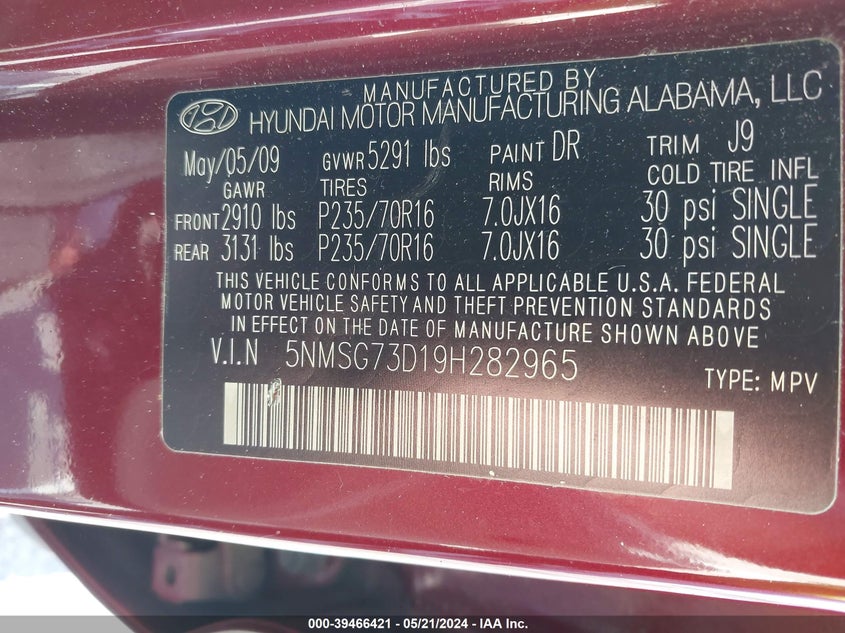 MANUFACTURED BY
HYUNDAI MOTOR MANUFACTURING ALABAMA, LLC
May/05/09 GVWR 5291 lbs PAINT DR TRIM J9
GAWR TIRES RIMS COLD TIRE INFL
FRONT 2910 lbs P235/70R16 7.0JX16 30 psi SINGLE
REAR 3131 lbs P235/70R16 7.0JX16 30 psi SINGLE
THIS VEHICLE CONFORMS TO ALL APPLICABLE U.S.A. FEDERAL
MOTOR VEHICLE SAFETY AND THEFT PREVENTION STANDARDS
IN EFFECT ON THE DATE OF MANUFACTURE SHOWN ABOVE
V.I.N 5NMSG73D19H282965
TYPE: MPV
000-39466421 - 05/21/2024 - IAA Inc.